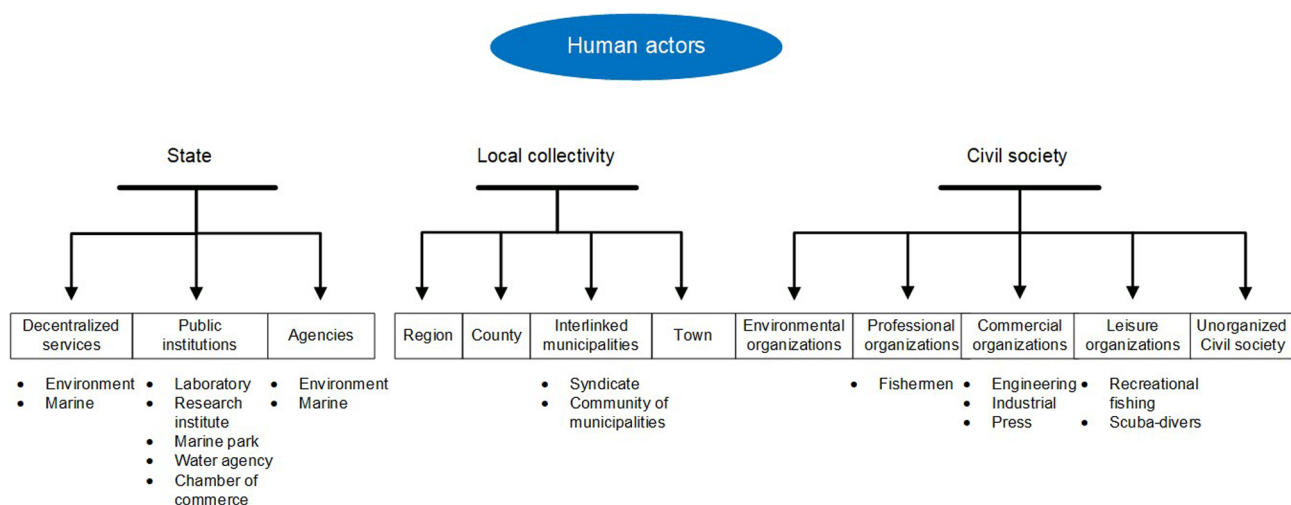 Human actors
State
Local collectivity
Civil society
Decentralized
services
Public
institutions
Agencies
Region
County
Interlinked
municipalities
Town
Environmental
organizations
Professional
organizations
Commercial
organizations
Leisure
organizations
Unorganized
Civil society
• Environment
• Marine
• Laboratory
• Research
institute
• Marine park
• Water agency
• Chamber of
commerce
• Environment
• Marine
• Syndicate
• Community of
municipalities
• Fishermen
• Engineering
• Industrial
• Press
• Recreational
fishing
• Scuba-divers